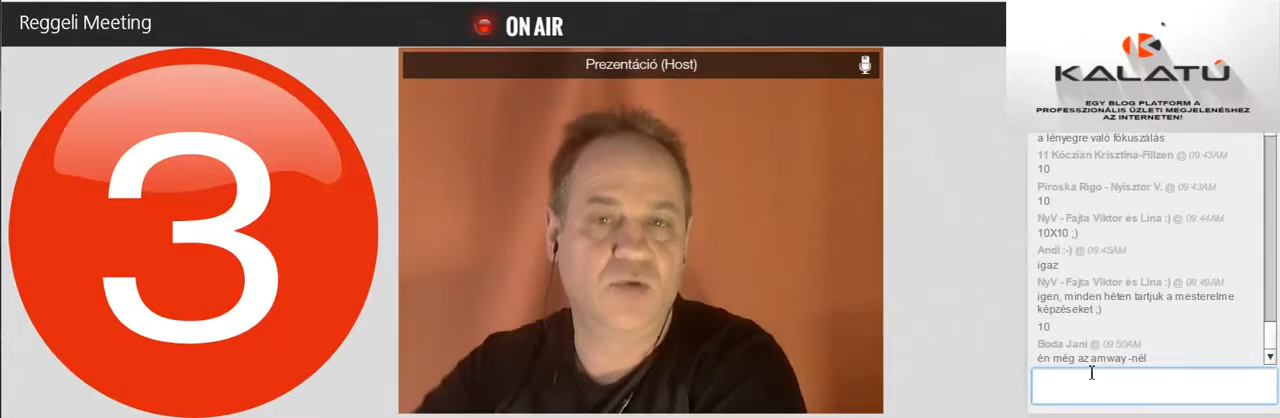 Reggeli Meeting
ON AIR
3
Prezentáció (Host)
KALATÚ
EGY BLOG PLATFORM A
PROFESSZIONÁLIS ÜZLETI MEGJELENÉSHEZ
AZ INTERNETEN!
a lényegre való fókuszálás
11 Kóczián Krisztina-Fillzen @ 09:43AM
10
Piroska Rigo - Nyisztor V. @ 09:43AM
10
NyV - Fajta Viktor és Lina :) @ 09:44AM
10X10 ;)
Andi :-) @ 09:45AM
igaz
NyV - Fajta Viktor és Lina :) @ 09:49AM
igen, minden héten tartjuk a mesterelme
képzéseket ;)
10
Boda Jani @ 09:50AM
én még az amway -nél